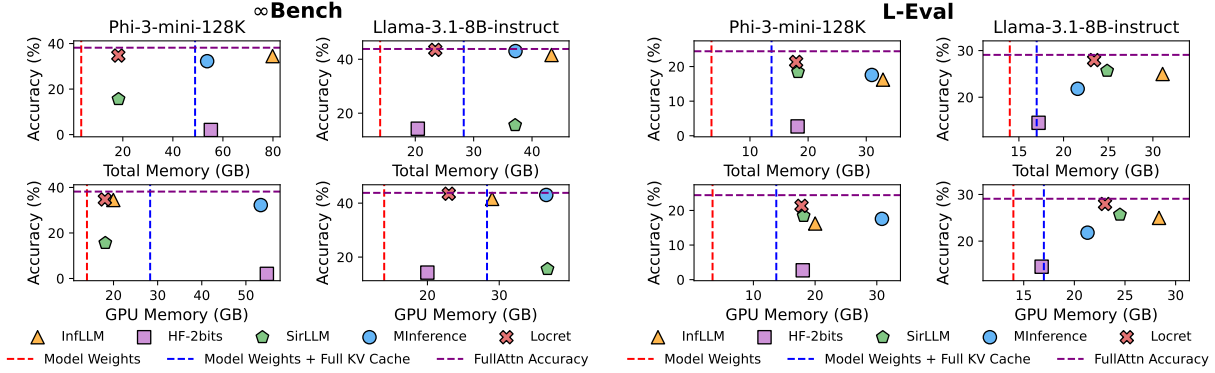 ∞Bench
Phi-3-mini-128K
Llama-3.1-8B-instruct
Accuracy (%)
40
20
0
20
40
60
80
Total Memory (GB)
Accuracy (%)
40
20
20
30
40
Total Memory (GB)
Accuracy (%)
40
20
0
20
30
40
50
GPU Memory (GB)
Accuracy (%)
40
20
20
30
GPU Memory (GB)
InfLLM
HF-2bits
SirLLM
MInference
Locret
Model Weights
Model Weights + Full KV Cache
FullAttn Accuracy
L-Eval
Phi-3-mini-128K
Llama-3.1-8B-instruct
Accuracy (%)
20
10
0
10
20
30
Total Memory (GB)
Accuracy (%)
30
20
15
20
25
30
Total Memory (GB)
Accuracy (%)
20
10
0
10
20
30
GPU Memory (GB)
Accuracy (%)
30
20
15
20
25
30
GPU Memory (GB)
InfLLM
HF-2bits
SirLLM
MInference
Locret
Model Weights
Model Weights + Full KV Cache
FullAttn Accuracy